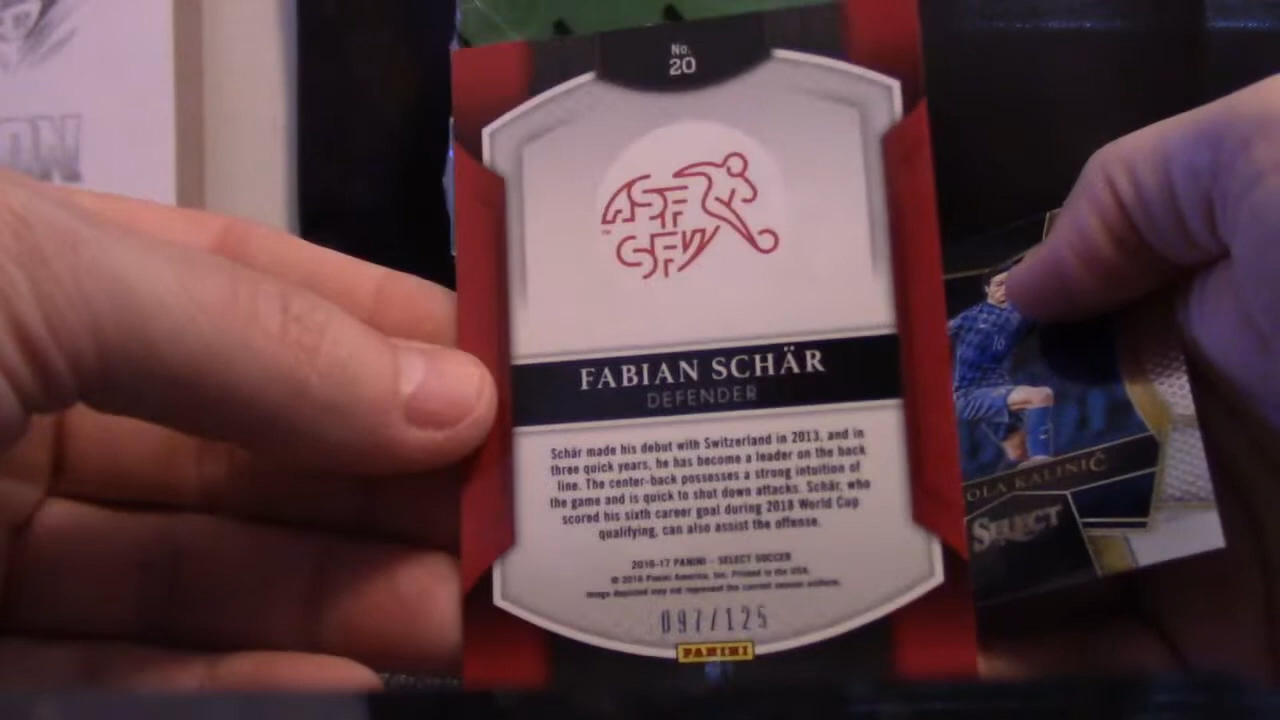 ON
No.
20
ASF
SFV
FABIAN SCHÄR
DEFENDER
Schär made his debut with Switzerland in 2013, and in
three quick years, he has become a leader on the back
line. The center-back possesses a strong intuition of
the game and is quick to shut down attacks. Schär, who
scored his sixth career goal during 2018 World Cup
qualifying, can also assist the offense.
2016-17 PANINI - SELECT SOCCER
© 2016 Panini America, Inc. Printed in the USA.
Image depicted may not represent the current season uniform.
097/125
PANINI
16
OLA KALINIĆ
SELECT